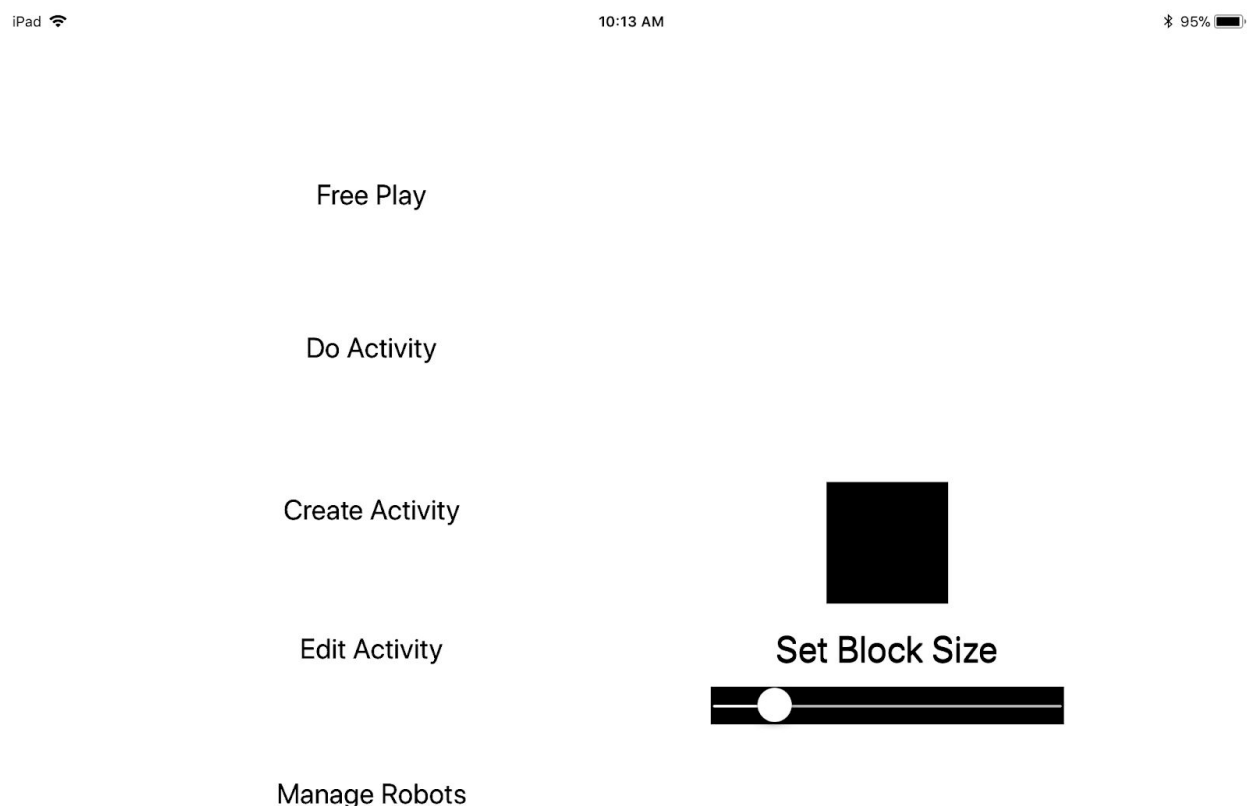 iPad
10:13 AM
95%
Free Play
Do Activity
Create Activity
Edit Activity
Set Block Size
Manage Robots